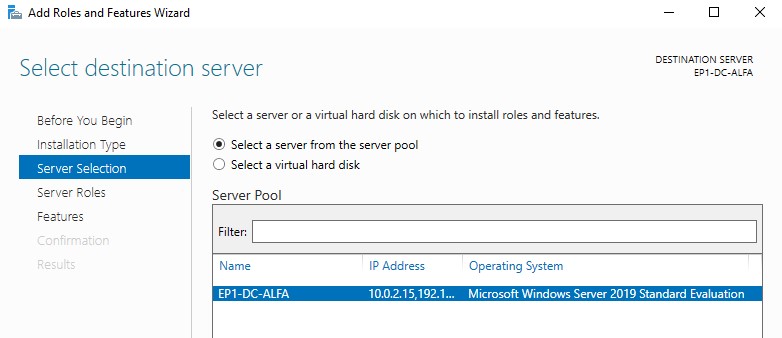 Add Roles and Features Wizard
Select destination server
DESTINATION SERVER
EP1-DC-ALFA
Before You Begin
Installation Type
Server Selection
Server Roles
Features
Confirmation
Results
Select a server or a virtual hard disk on which to install roles and features.
Select a server from the server pool
Select a virtual hard disk
Server Pool
Filter:
Name IP Address Operating System
EP1-DC-ALFA 10.0.2.15,192.1... Microsoft Windows Server 2019 Standard Evaluation